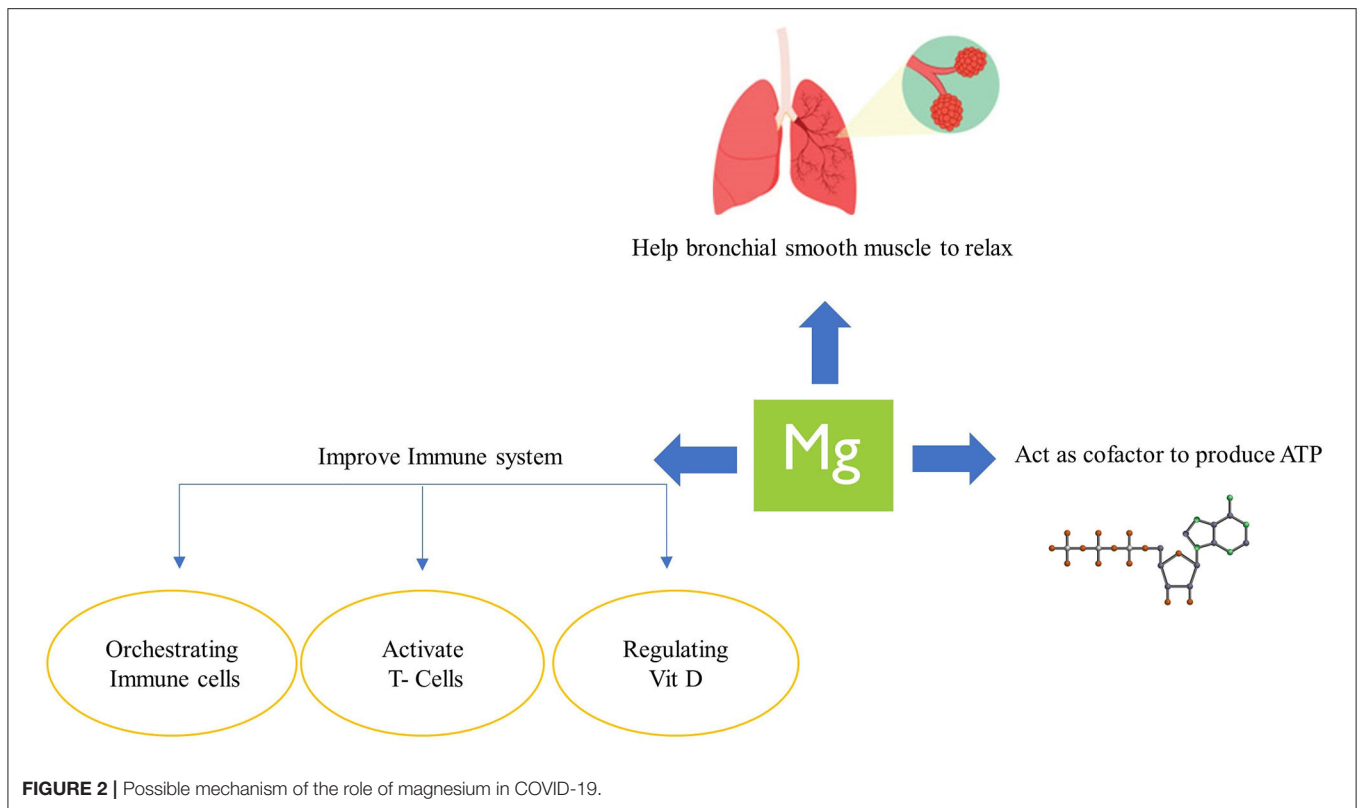 Help bronchial smooth muscle to relax
Mg
Improve Immune system
Act as cofactor to produce ATP
Orchestrating
Immune cells
Activate
T- Cells
Regulating
Vit D
FIGURE 2 | Possible mechanism of the role of magnesium in COVID-19.